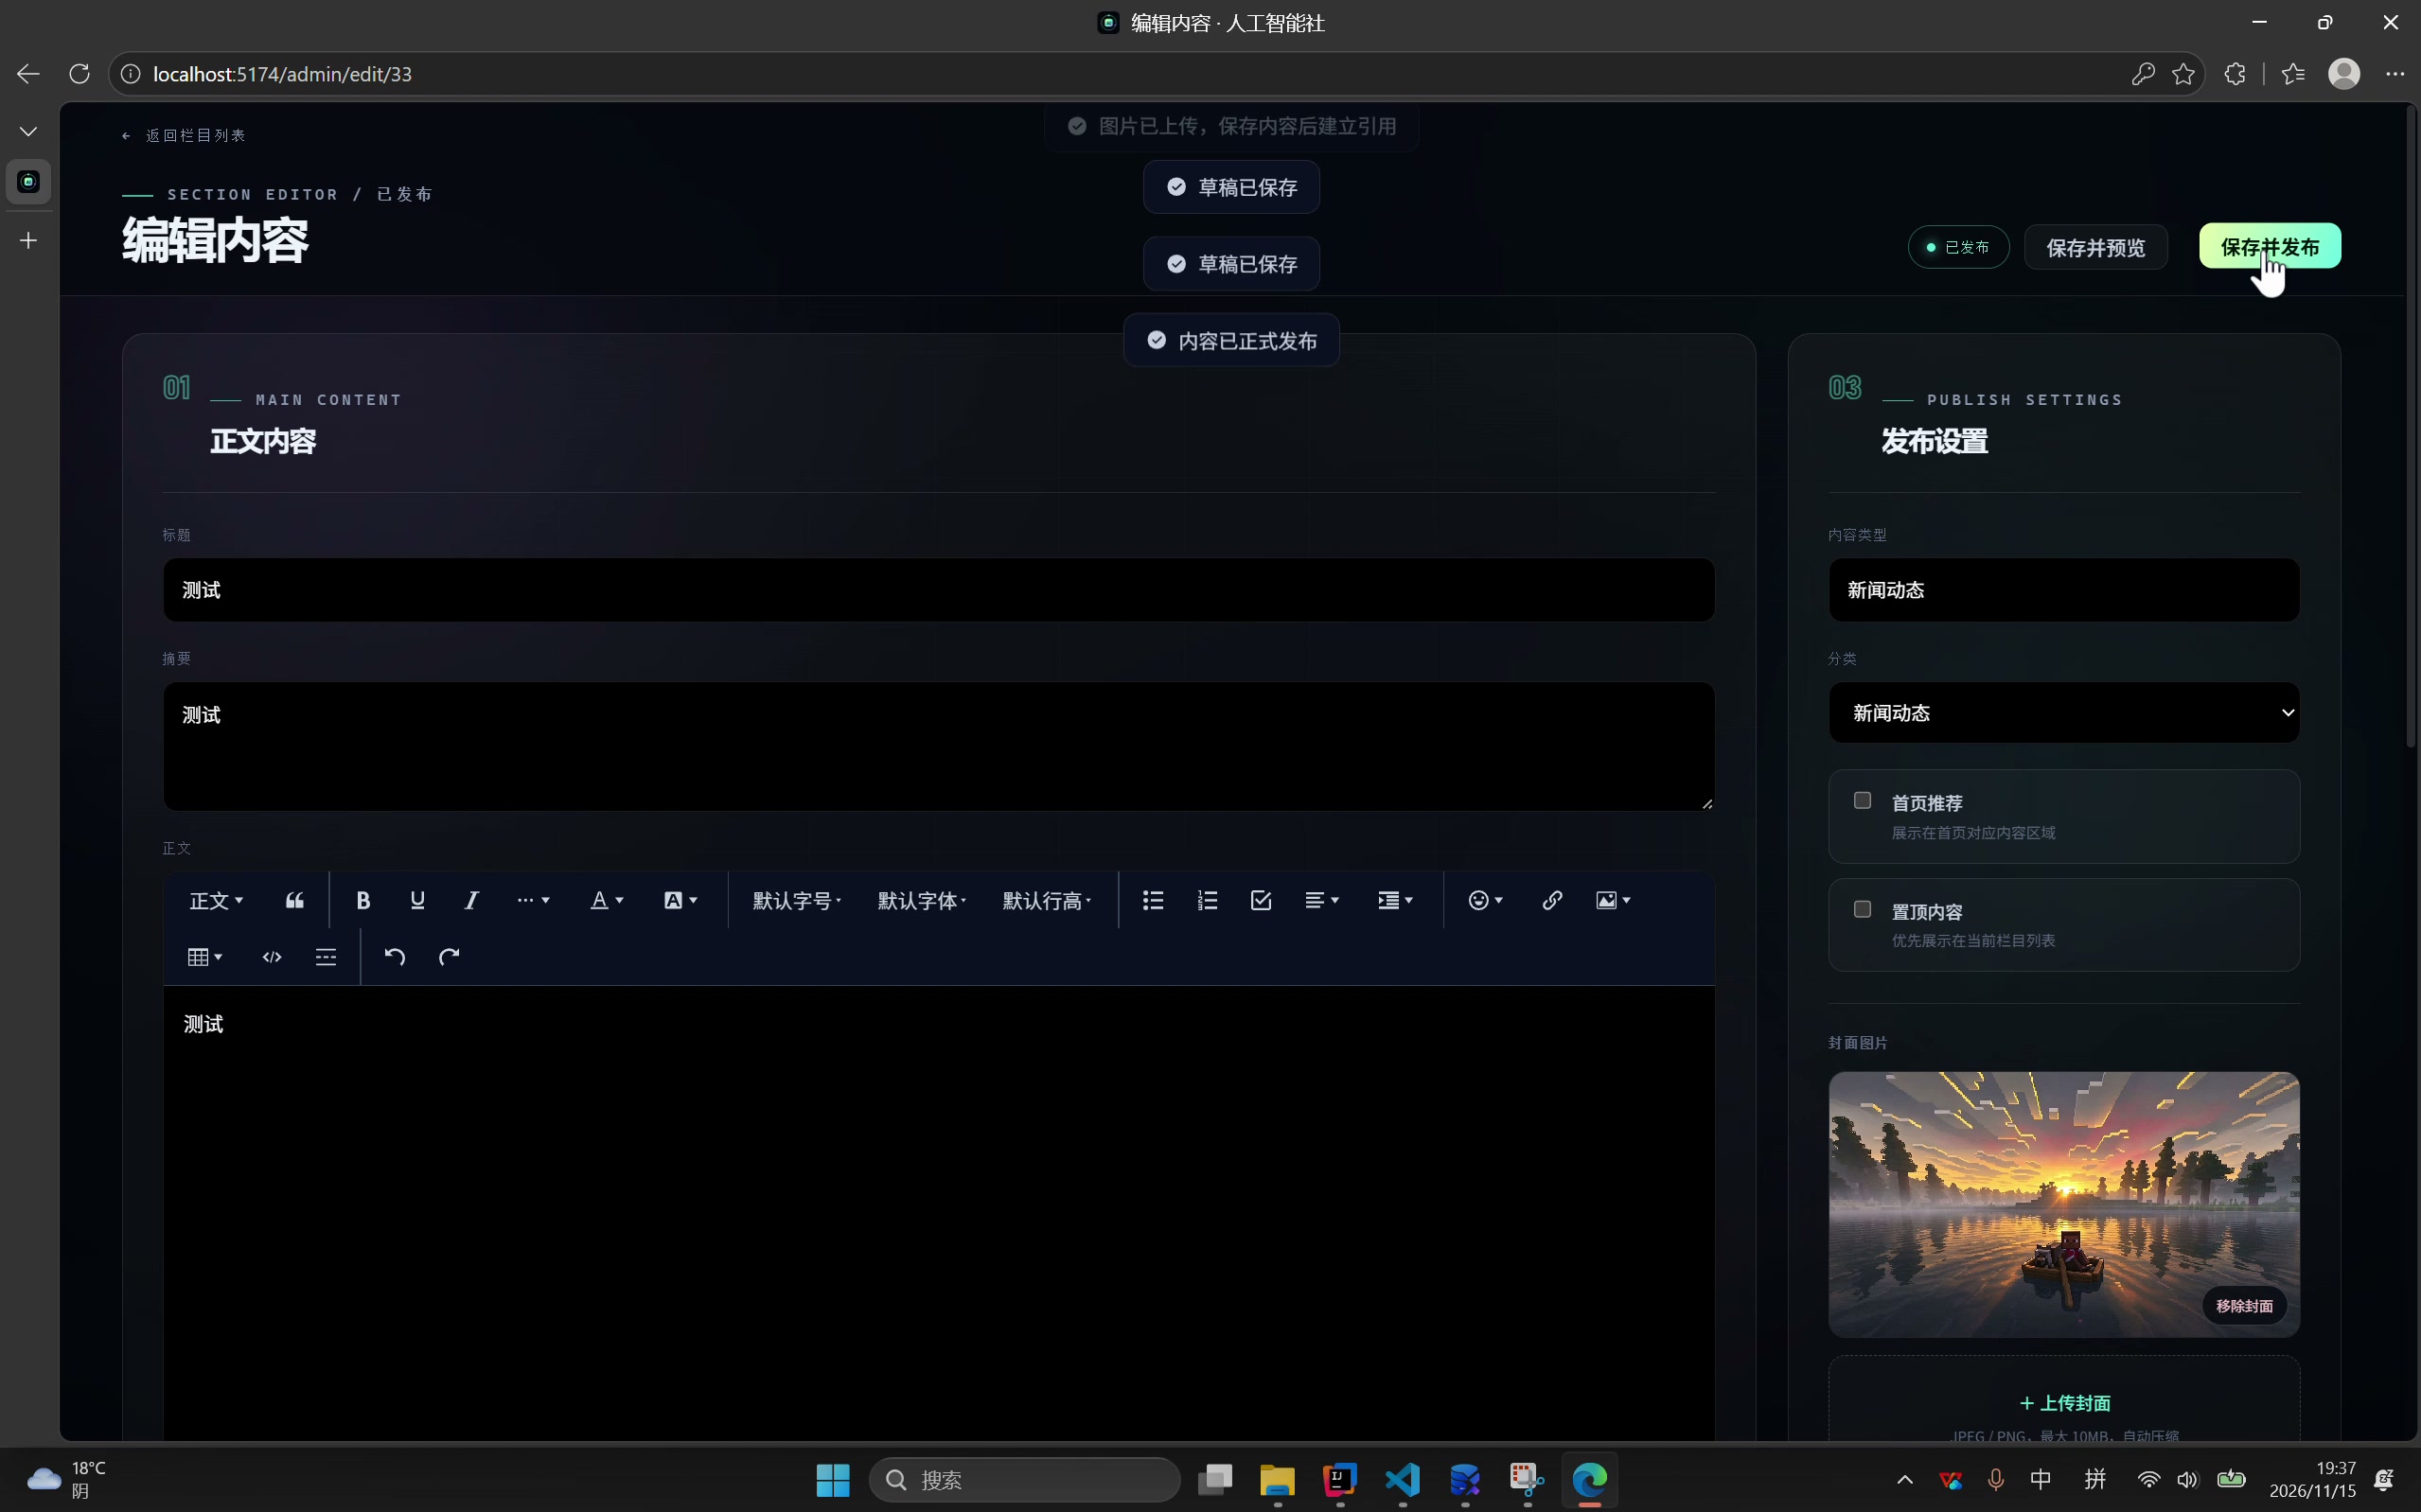 编辑内容 · 人工智能社
localhost:5174/admin/edit/33
← 返回栏目列表
图片已上传，保存内容后建立引用
草稿已保存
SECTION EDITOR / 已发布
编辑内容
已发布
保存并预览
保存并发布
草稿已保存
内容已正式发布
01
MAIN CONTENT
正文内容
标题
测试
摘要
测试
正文
正文
B U I ··· A A
默认字号
默认字体
默认行高
测试
03
PUBLISH SETTINGS
发布设置
内容类型
新闻动态
分类
新闻动态
首页推荐
展示在首页对应内容区域
置顶内容
优先展示在当前栏目列表
封面图片
移除封面
+ 上传封面
JPEG / PNG，最大 10MB，自动压缩
18°C
阴
搜索
中
拼
19:37
2026/11/15